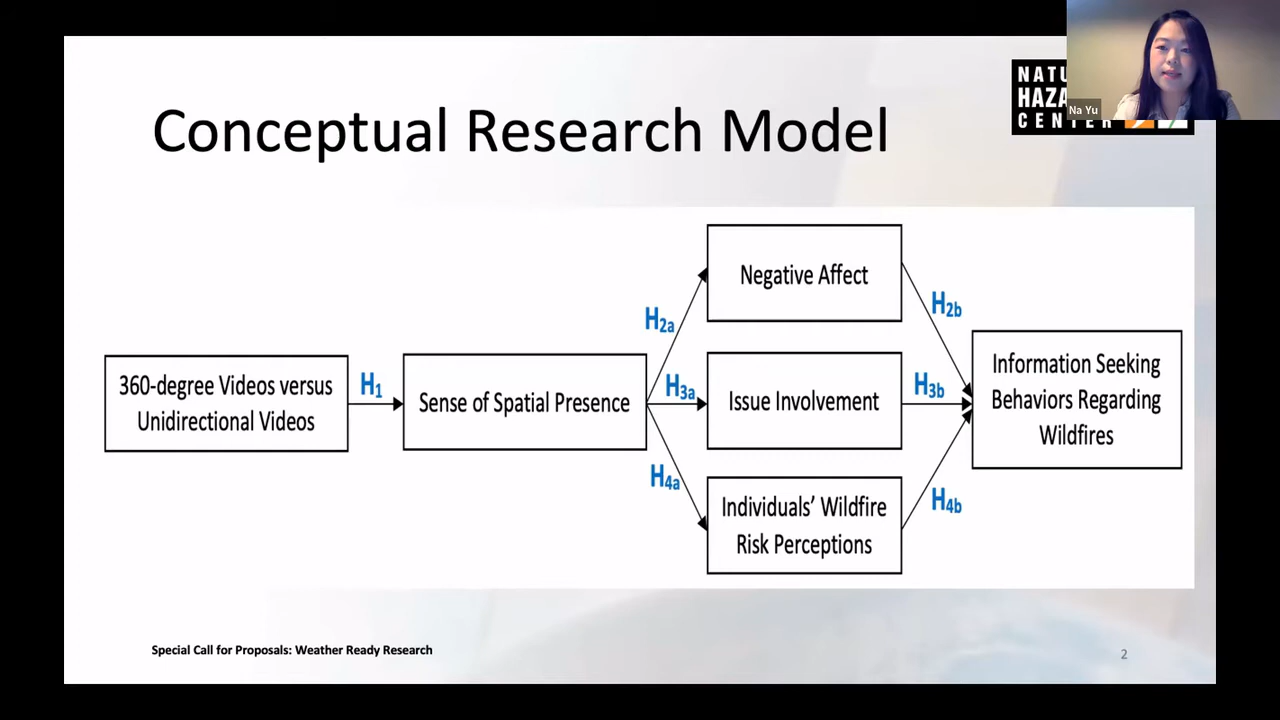 Conceptual Research Model
NATU
HAZA
CENTER
Na Yu
Negative Affect
H2a
H2b
360-degree Videos versus
Unidirectional Videos
H1
Sense of Spatial Presence
H3a
Issue Involvement
H3b
Information Seeking
Behaviors Regarding
Wildfires
H4a
Individuals’ Wildfire
Risk Perceptions
H4b
Special Call for Proposals: Weather Ready Research
2